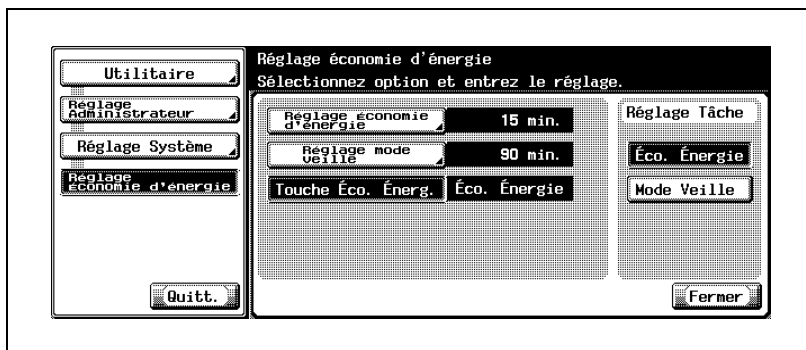 Utilitaire
Réglage
Administrateur
Réglage Système
Réglage
économie d'énergie
Quitt.
Réglage économie d'énergie
Sélectionnez option et entrez le réglage.
Réglage économie
d'énergie
15 min.
Réglage mode
veille
90 min.
Touche Éco. Énerg.
Éco. Énergie
Réglage Tâche
Éco. Énergie
Mode Veille
Fermer